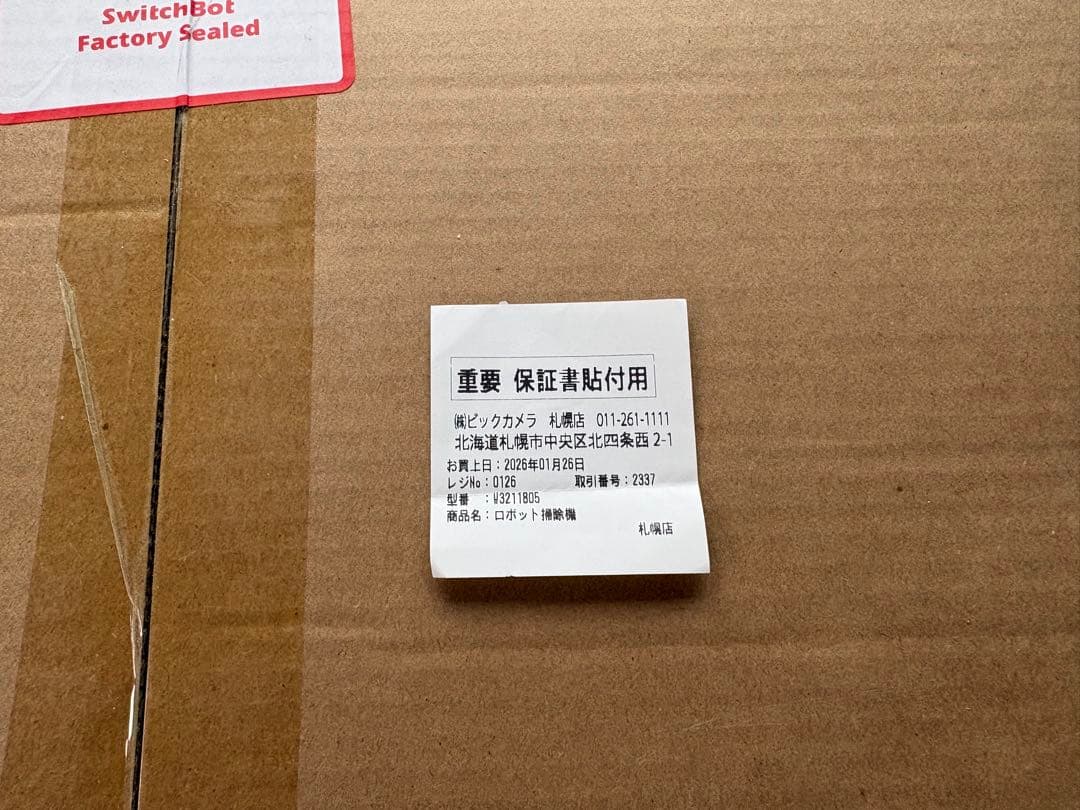 SwitchBot
Factory Sealed
重要 保証書貼付用
㈱ビックカメラ 札幌店 011-261-1111
北海道札幌市中央区北四条西2-1
お買上日：2026年01月26日
レジNo：0126 取引番号：2337
型番 ：W3211805
商品名：ロボット掃除機
札幌店